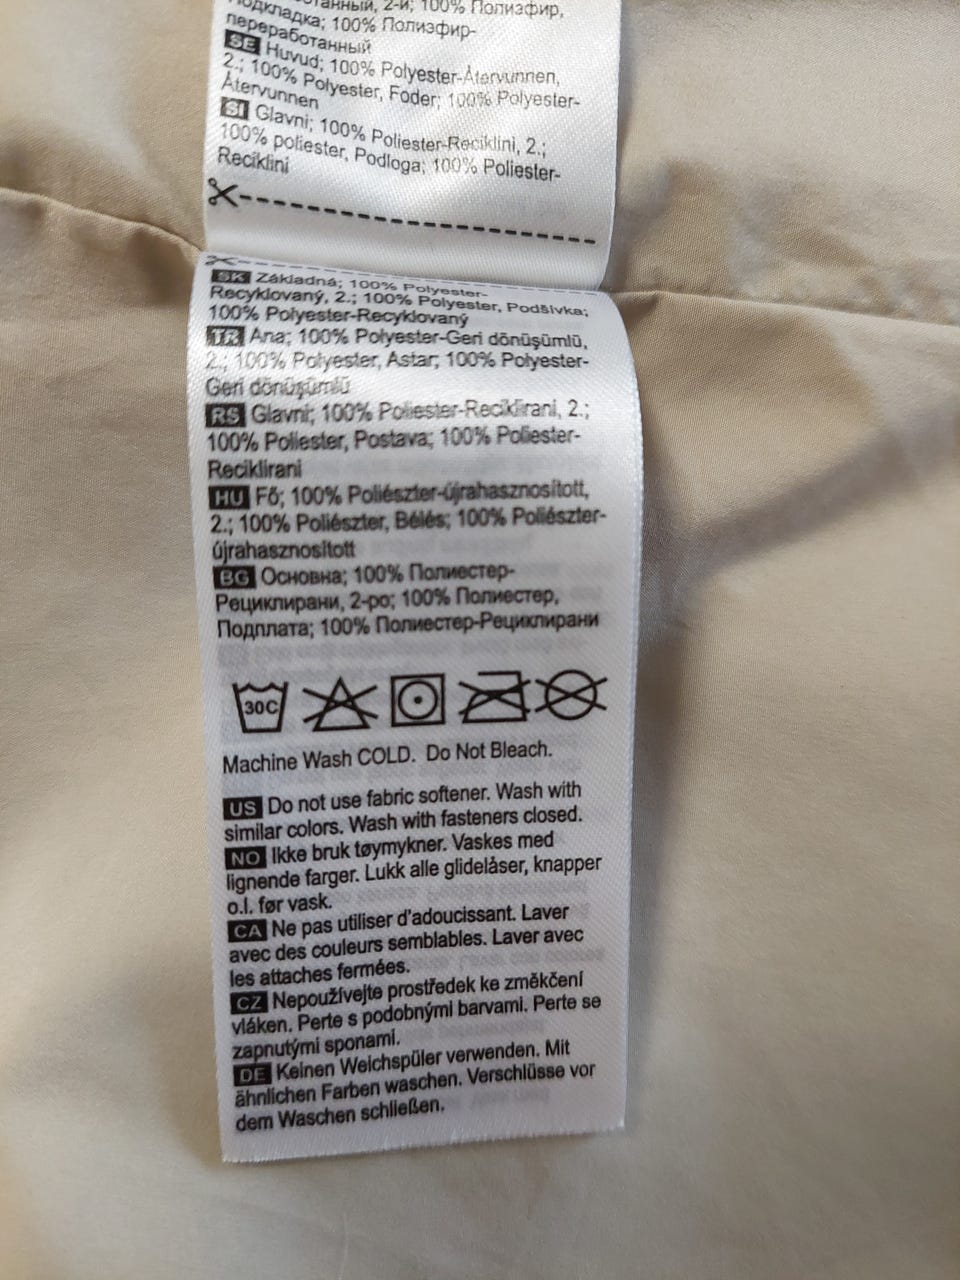 2-й; 100% Полиэфир,
Подкладка; 100% Полиэфир-
переработанный
SE Huvud; 100% Polyester-Återvunnen,
2.; 100% Polyester, Foder; 100% Polyester-
Återvunnen
SI Glavni; 100% Poliester-Reciklini, 2.;
100% poliester, Podloga; 100% Poliester-
Reciklini
SK Základná; 100% Polyester-
Recyklovaný, 2.; 100% Polyester, Podšívka;
100% Polyester-Recyklovaný
TR Ana; 100% Polyester-Geri dönüşümlü,
2.; 100% Polyester, Astar; 100% Polyester-
Geri dönüşümlü
RS Glavni; 100% Poliester-Reciklirani, 2.;
100% Poliester, Postava; 100% Poliester-
Reciklirani
HU Fő; 100% Poliészter-újrahasznosított,
2.; 100% Poliészter, Bélés; 100% Poliészter-
újrahasznosított
BG Основна; 100% Полиестер-
Рециклирани, 2-ро; 100% Полиестер,
Подплата; 100% Полиестер-Рециклирани
30C
Machine Wash COLD. Do Not Bleach.
US Do not use fabric softener. Wash with
similar colors. Wash with fasteners closed.
NO Ikke bruk tøymykner. Vaskes med
lignende farger. Lukk alle glidelåser, knapper
o.l. før vask.
CA Ne pas utiliser d'adoucissant. Laver
avec des couleurs semblables. Laver avec
les attaches fermées.
CZ Nepoužívejte prostředek ke změkčení
vláken. Perte s podobnými barvami. Perte se
zapnutými sponami.
DE Keinen Weichspüler verwenden. Mit
ähnlichen Farben waschen. Verschlüsse vor
dem Waschen schließen.